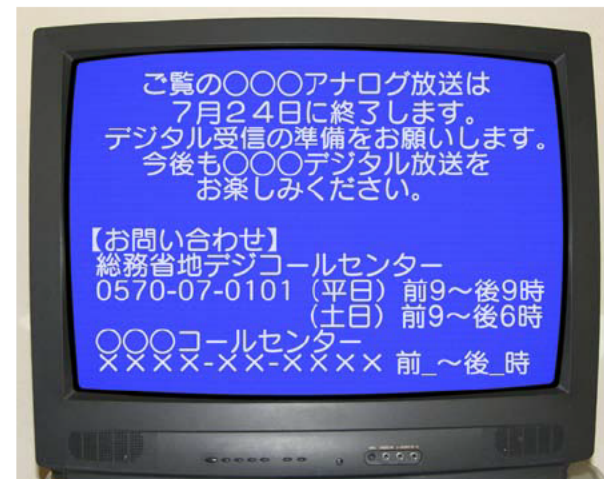 ご覧の○○○アナログ放送は
7月24日に終了します。
デジタル受信の準備をお願いします。
今後も○○○デジタル放送を
お楽しみください。
【お問い合わせ】
総務省地デジコールセンター
0570-07-0101（平日）前9～後9時
（土日）前9～後6時
○○○コールセンター
××××-××-×××× 前_～後_時